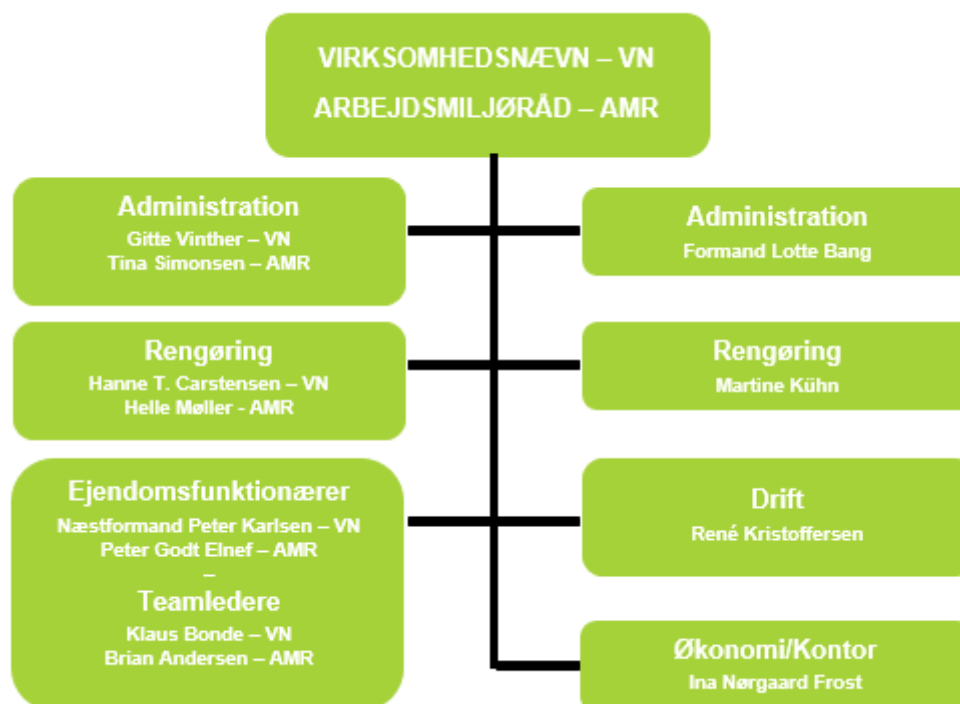 VIRKSOMHEDSNÆVN – VN
ARBEJDSMILJØRÅD – AMR
Administration
Gitte Vinther – VN
Tina Simonsen – AMR
Administration
Formand Lotte Bang
Rengøring
Hanne T. Carstensen – VN
Helle Møller - AMR
Rengøring
Martine Kühn
Ejendomsfunktionærer
Næstformand Peter Karlsen – VN
Peter Godt Elnef – AMR
–
Teamledere
Klaus Bonde – VN
Brian Andersen – AMR
Drift
René Kristoffersen
Økonomi/Kontor
Ina Nørgaard Frost